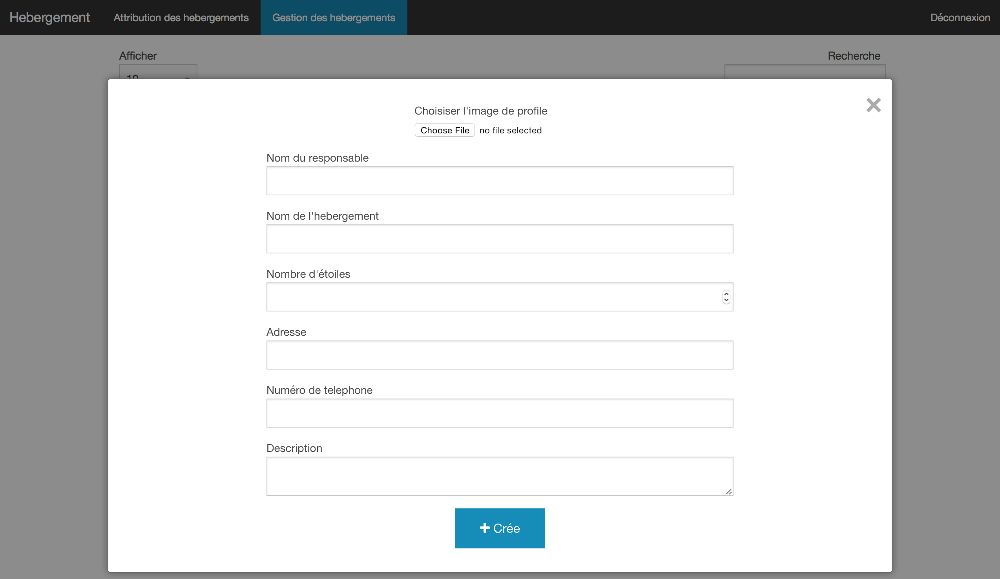 Hebergement Attribution des hebergements Gestion des hebergements Déconnexion
Afficher Recherche
10
Choisiser l'image de profile
Choose File no file selected
Nom du responsable
Nom de l'hebergement
Nombre d'étoiles
Adresse
Numéro de telephone
Description
Crée